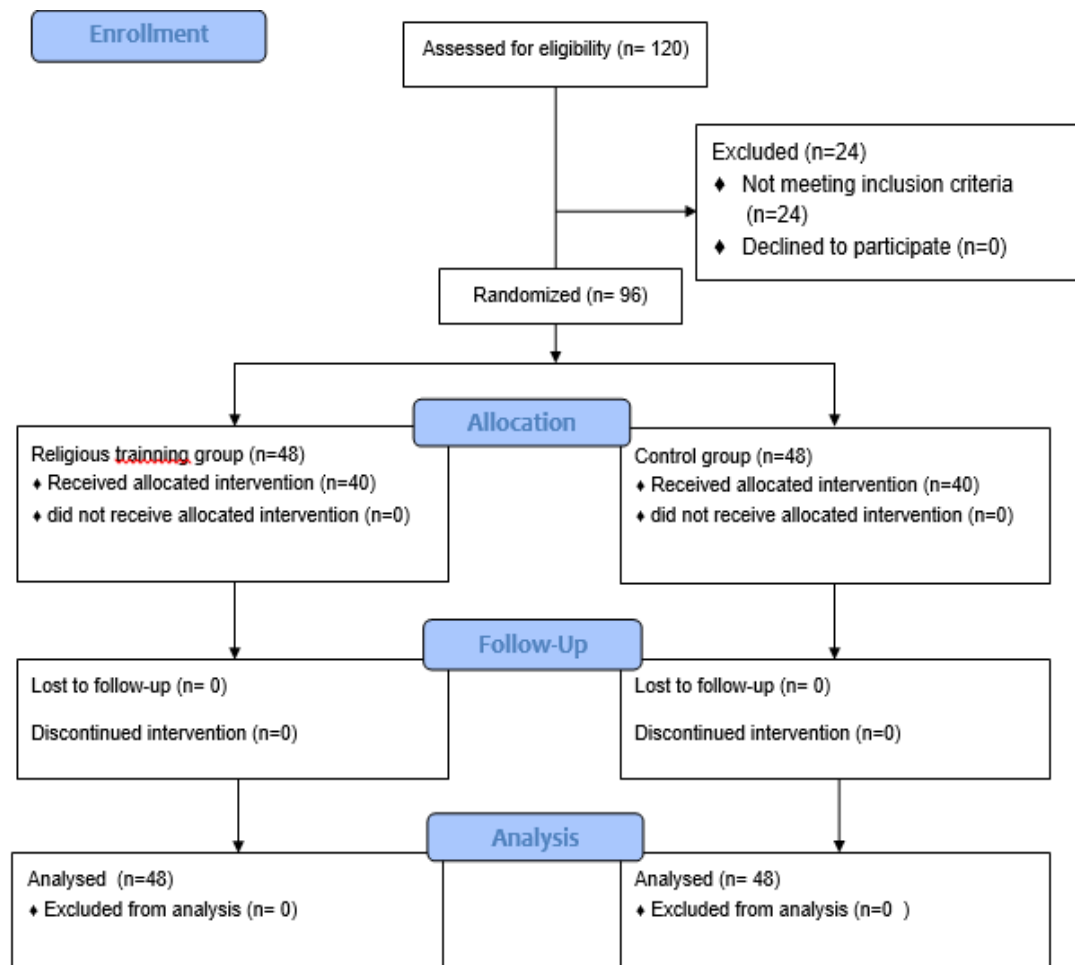 Enrollment
Assessed for eligibility (n= 120)
Excluded (n=24)
♦ Not meeting inclusion criteria
(n=24)
♦ Declined to participate (n=0)
Randomized (n= 96)
Allocation
Religious trainning group (n=48)
♦ Received allocated intervention (n=40)
♦ did not receive allocated intervention (n=0)
Control group (n=48)
♦ Received allocated intervention (n=40)
♦ did not receive allocated intervention (n=0)
Follow-Up
Lost to follow-up (n= 0)
Discontinued intervention (n=0)
Lost to follow-up (n= 0)
Discontinued intervention (n=0)
Analysis
Analysed (n=48)
♦ Excluded from analysis (n= 0)
Analysed (n= 48)
♦ Excluded from analysis (n=0 )